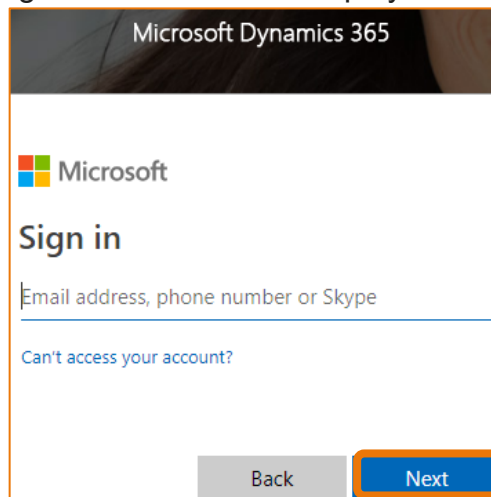 Microsoft Dynamics 365
Microsoft
Sign in
Email address, phone number or Skype
Can't access your account?
Back Next